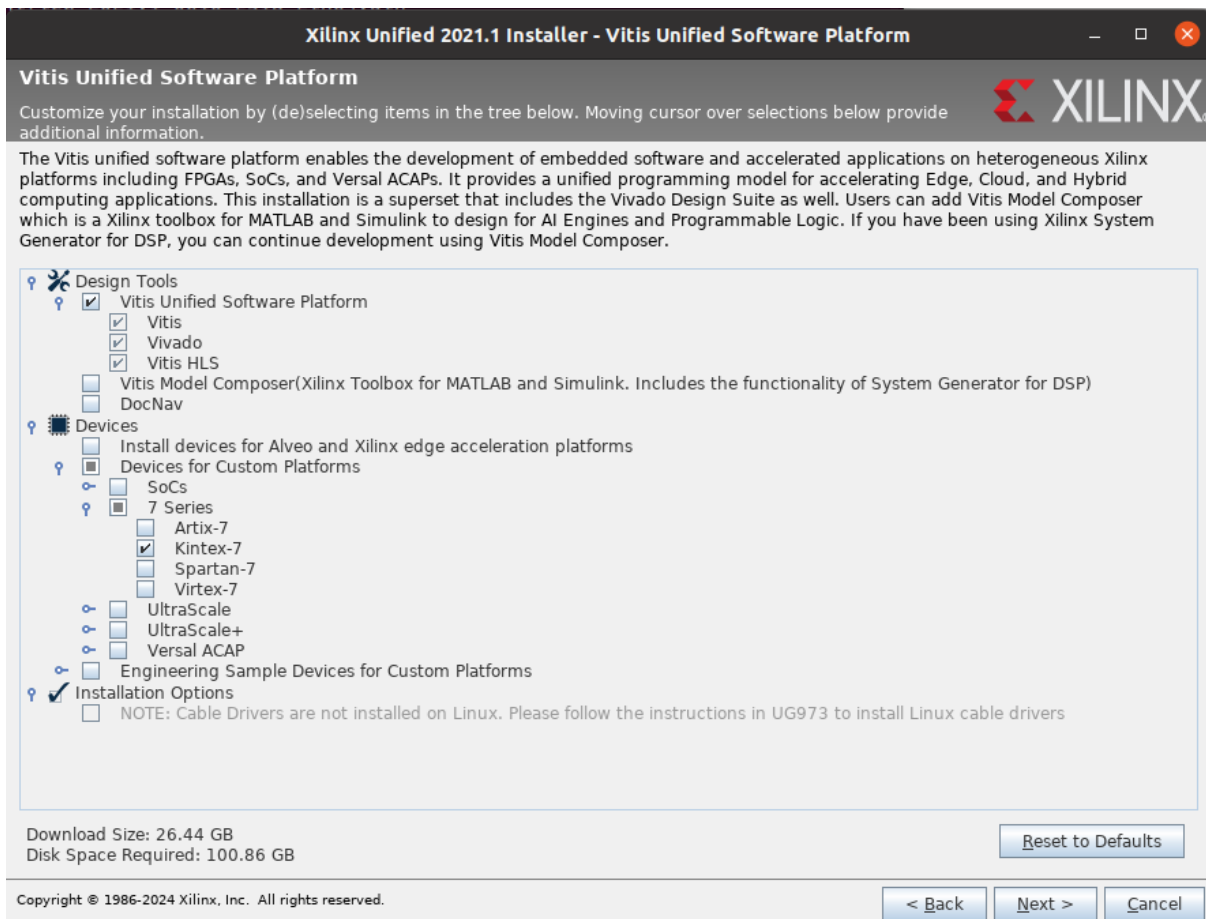 Xilinx Unified 2021.1 Installer - Vitis Unified Software Platform
Vitis Unified Software Platform
Customize your installation by (de)selecting items in the tree below. Moving cursor over selections below provide
additional information.
XILINX
The Vitis unified software platform enables the development of embedded software and accelerated applications on heterogeneous Xilinx
platforms including FPGAs, SoCs, and Versal ACAPs. It provides a unified programming model for accelerating Edge, Cloud, and Hybrid
computing applications. This installation is a superset that includes the Vivado Design Suite as well. Users can add Vitis Model Composer
which is a Xilinx toolbox for MATLAB and Simulink to design for AI Engines and Programmable Logic. If you have been using Xilinx System
Generator for DSP, you can continue development using Vitis Model Composer.
Design Tools
Vitis Unified Software Platform
Vitis
Vivado
Vitis HLS
Vitis Model Composer(Xilinx Toolbox for MATLAB and Simulink. Includes the functionality of System Generator for DSP)
DocNav
Devices
Install devices for Alveo and Xilinx edge acceleration platforms
Devices for Custom Platforms
SoCs
7 Series
Artix-7
Kintex-7
Spartan-7
Virtex-7
UltraScale
UltraScale+
Versal ACAP
Engineering Sample Devices for Custom Platforms
Installation Options
NOTE: Cable Drivers are not installed on Linux. Please follow the instructions in UG973 to install Linux cable drivers
Download Size: 26.44 GB
Disk Space Required: 100.86 GB
Reset to Defaults
Copyright © 1986-2024 Xilinx, Inc. All rights reserved.
< Back
Next >
Cancel